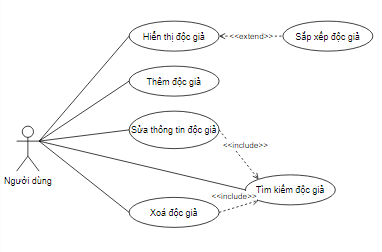 Hiển thị độc giả
<<extend>>
Sắp xếp độc giả
Thêm độc giả
Sửa thông tin độc giả
<<include>>
Người dùng
Tìm kiếm độc giả
<<include>>
Xoá độc giả